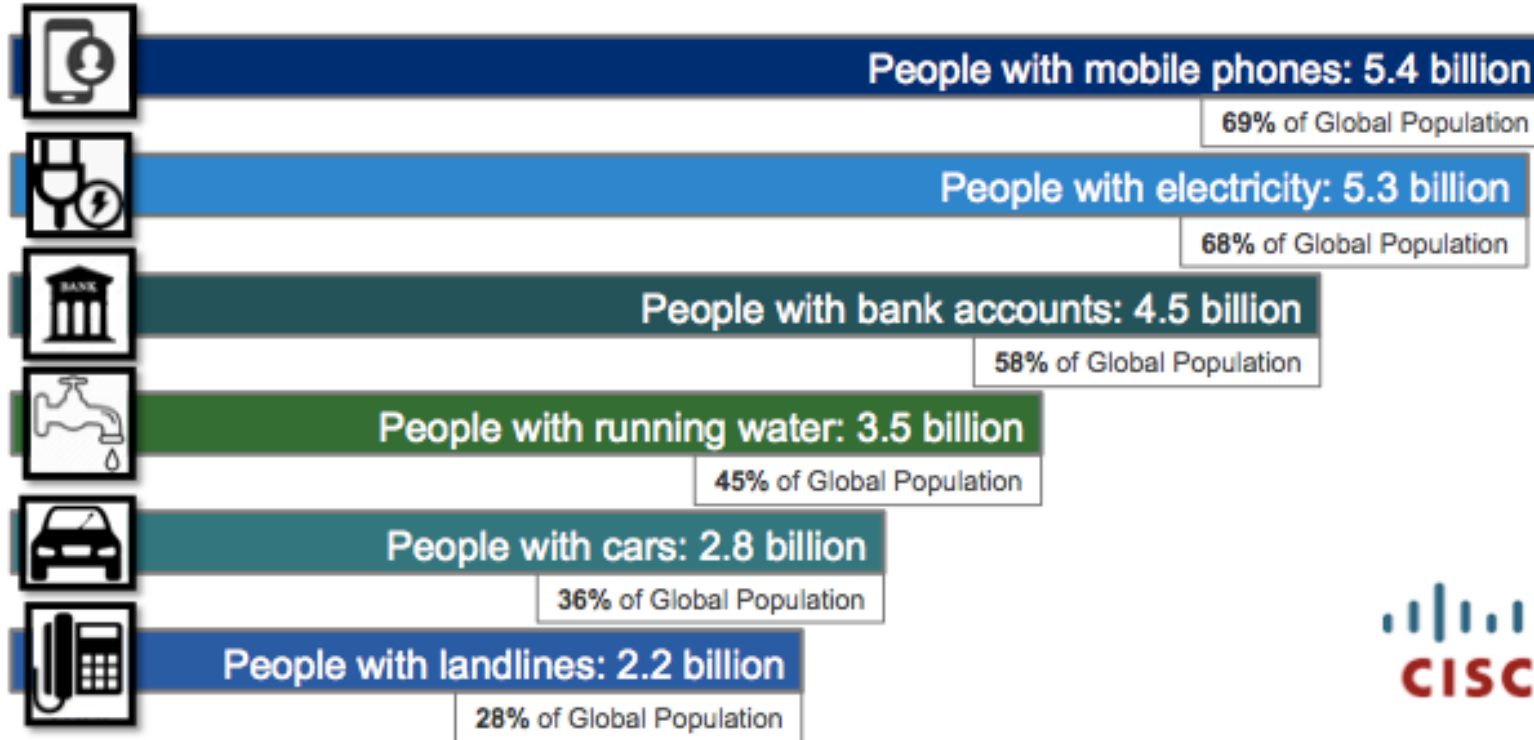 People with mobile phones: 5.4 billion
69% of Global Population
People with electricity: 5.3 billion
68% of Global Population
BANK
People with bank accounts: 4.5 billion
58% of Global Population
People with running water: 3.5 billion
45% of Global Population
People with cars: 2.8 billion
36% of Global Population
People with landlines: 2.2 billion
28% of Global Population
CISC